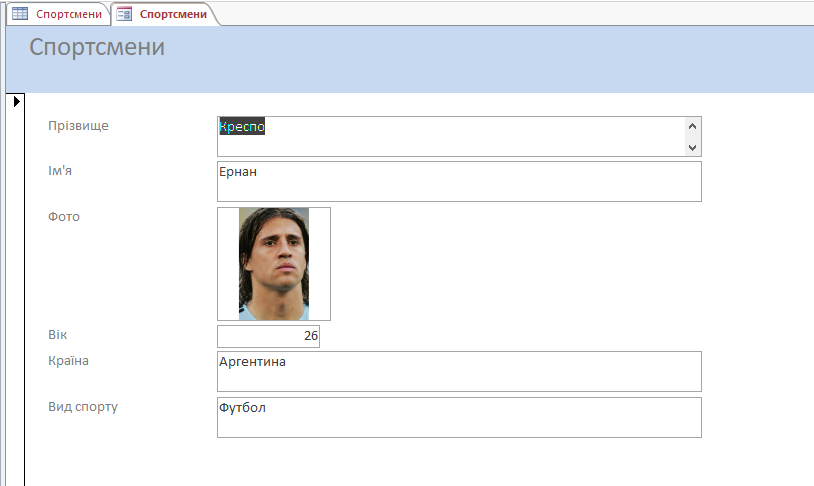 Спортсмени Спортсмени
Спортсмени
Прізвище Креспо
Ім'я Ернан
Фото
Вік 26
Країна Аргентина
Вид спорту Футбол